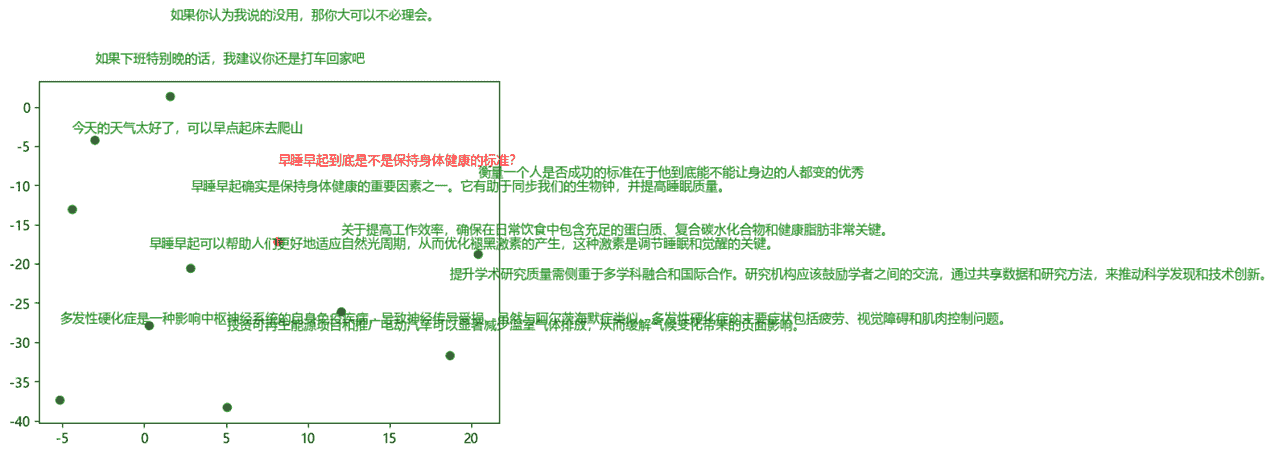 如果你认为我说的没用，那你大可以不必理会。
如果下班特别晚的话，我建议你还是打车回家吧
今天的天气太好了，可以早点起床去爬山
早睡早起到底是不是保持身体健康的标准?
衡量一个人是否成功的标准在于他到底能不能让身边的人都变的优秀
早睡早起确实是保持身体健康的重要因素之一。它有助于同步我们的生物钟，并提高睡眠质量。
关于提高工作效率，确保在日常饮食中包含充足的蛋白质、复合碳水化合物和健康脂肪非常关键。
早睡早起可以帮助人们更好地适应自然光周期，从而优化褪黑激素的产生，这种激素是调节睡眠和觉醒的关键。
提升学术研究质量需侧重于多学科融合和国际合作。研究机构应该鼓励学者之间的交流，通过共享数据和研究方法，来推动科学发现和技术创新。
多发性硬化症是一种影响中枢神经系统的自身免疫疾病，导致神经传导受损。虽然与阿尔茨海默症类似，多发性硬化症的主要症状包括疲劳、视觉障碍和肌肉控制问题。
投资可再生能源项目和推广电动汽车可以显著减少温室气体排放，从而缓解气候变化带来的负面影响。
0
-5
-10
-15
-20
-25
-30
-35
-40
-5 0 5 10 15 20